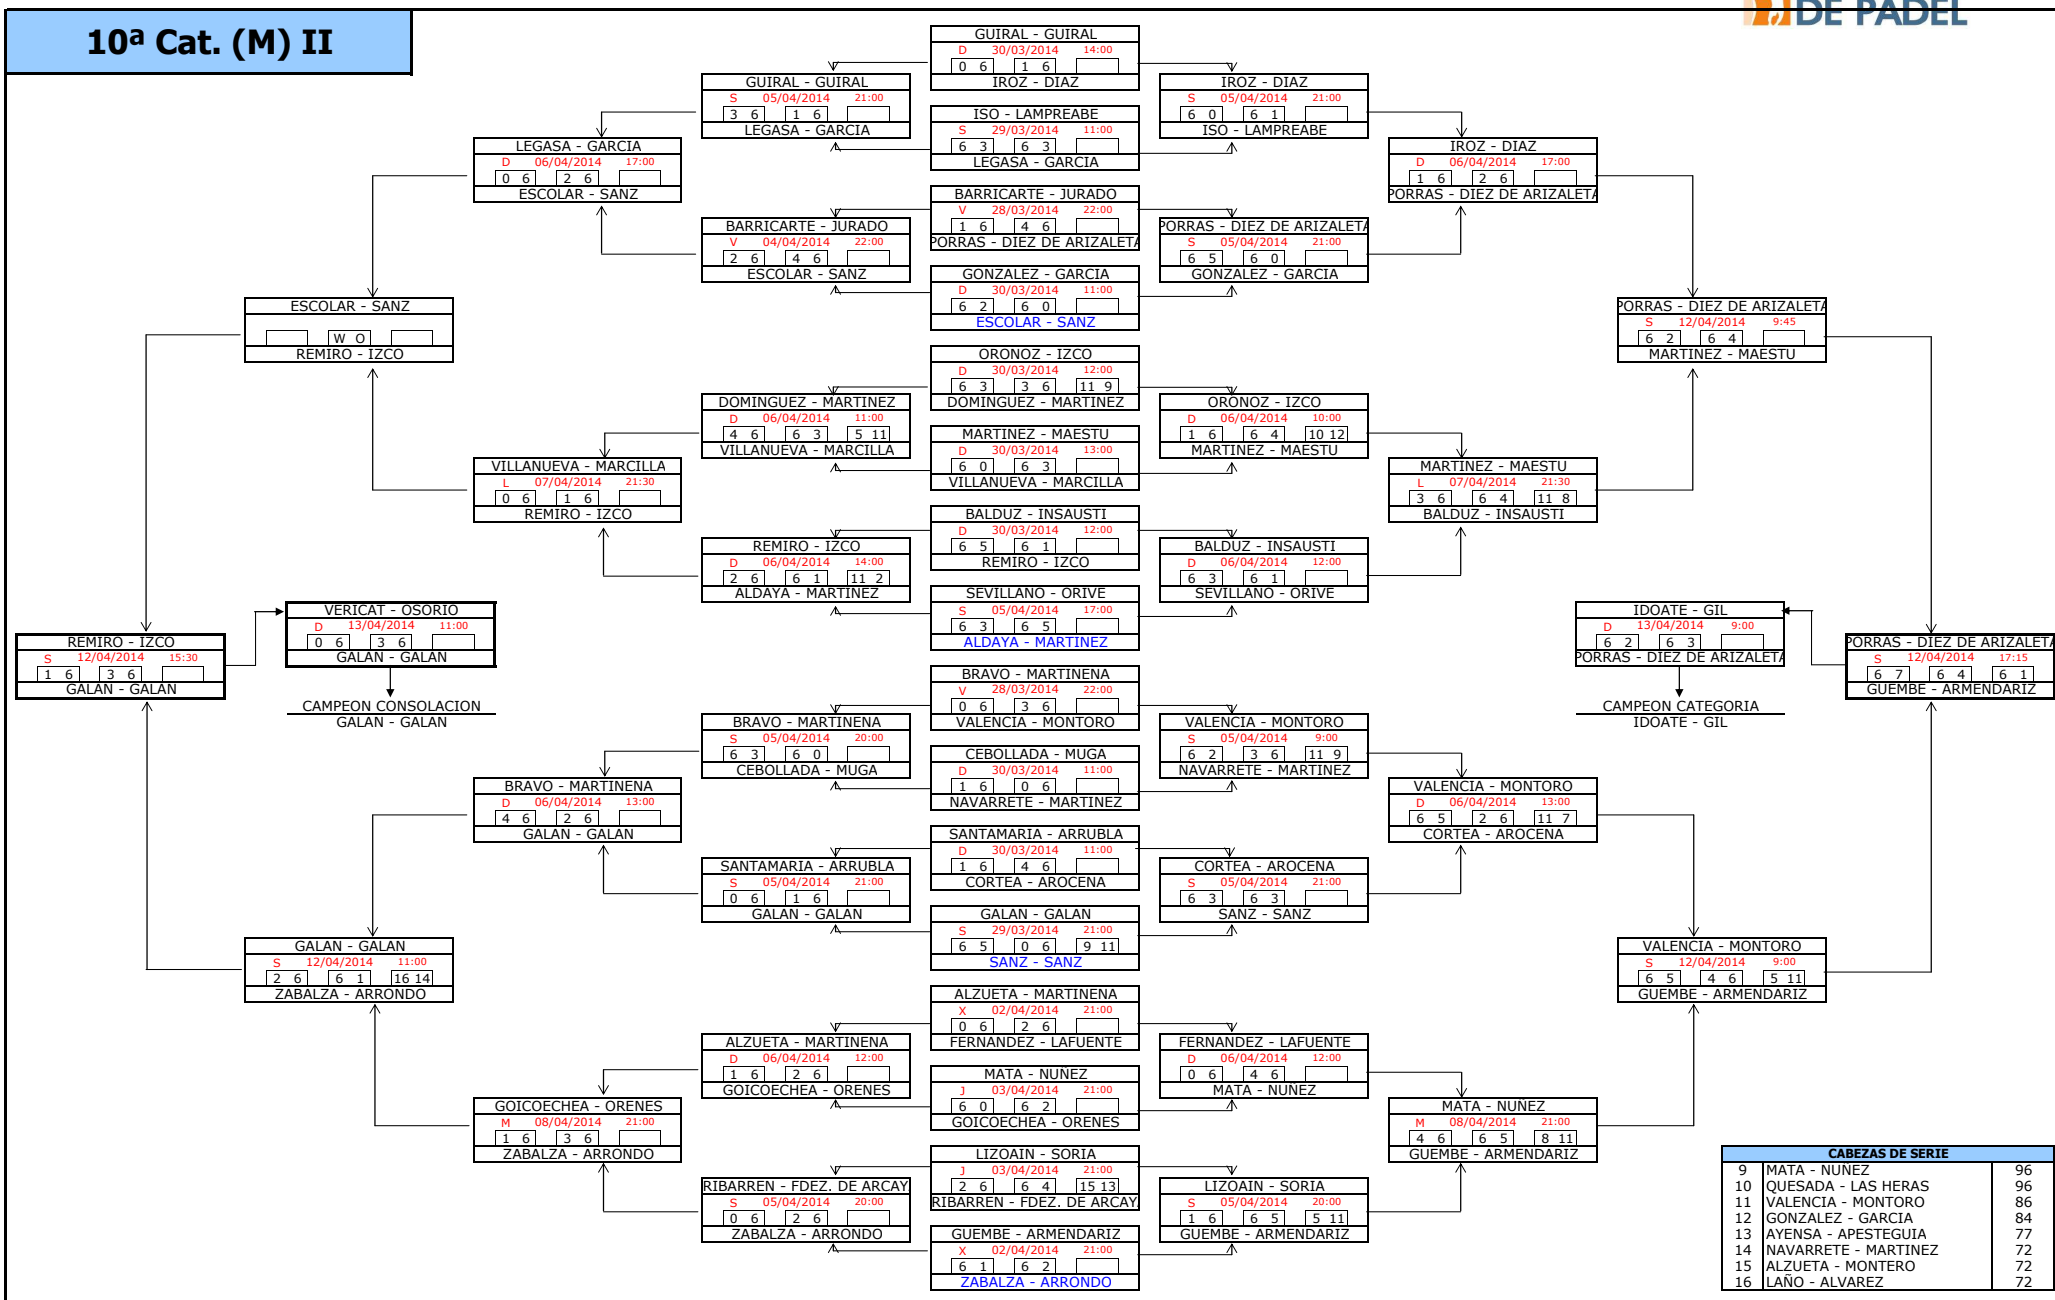 DE PADEL
10ª Cat. (M) II
GUIRAL - GUIRAL
D 30/03/2014 14:00
0 6 1 6
IROZ - DIAZ
ISO - LAMPREABE
S 29/03/2014 11:00
6 3 6 3
LEGASA - GARCIA
BARRICARTE - JURADO
V 28/03/2014 22:00
1 6 4 6
PORRAS - DIEZ DE ARIZALETA
GONZALEZ - GARCIA
D 30/03/2014 11:00
6 2 6 0
ESCOLAR - SANZ
ORONOZ - IZCO
D 30/03/2014 12:00
6 3 3 6 11 9
DOMINGUEZ - MARTINEZ
MARTINEZ - MAESTU
D 30/03/2014 13:00
6 0 6 3
VILLANUEVA - MARCILLA
BALDUZ - INSAUSTI
D 30/03/2014 12:00
6 5 6 1
REMIRO - IZCO
SEVILLANO - ORIVE
S 05/04/2014 17:00
6 3 6 5
ALDAYA - MARTINEZ
BRAVO - MARTINENA
V 28/03/2014 22:00
0 6 3 6
VALENCIA - MONTORO
CEBOLLADA - MUGA
D 30/03/2014 11:00
1 6 0 6
NAVARRETE - MARTINEZ
SANTAMARIA - ARRUBLA
D 30/03/2014 11:00
1 6 4 6
CORTEA - AROCENA
GALAN - GALAN
S 29/03/2014 21:00
6 5 0 6 9 11
SANZ - SANZ
ALZUETA - MARTINENA
X 02/04/2014 21:00
0 6 2 6
FERNANDEZ - LAFUENTE
MATA - NUÑEZ
J 03/04/2014 21:00
6 0 6 2
GOICOECHEA - ORENES
LIZOAIN - SORIA
J 03/04/2014 21:00
2 6 6 4 15 13
RIBARREN - FDEZ. DE ARCAY
GUEMBE - ARMENDARIZ
X 02/04/2014 21:00
6 1 6 2
ZABALZA - ARRONDO
GUIRAL - GUIRAL
S 05/04/2014 21:00
3 6 1 6
LEGASA - GARCIA
BARRICARTE - JURADO
V 04/04/2014 22:00
2 6 4 6
ESCOLAR - SANZ
DOMINGUEZ - MARTINEZ
D 06/04/2014 11:00
4 6 6 3 5 11
VILLANUEVA - MARCILLA
REMIRO - IZCO
D 06/04/2014 14:00
2 6 6 1 11 2
ALDAYA - MARTINEZ
BRAVO - MARTINENA
S 05/04/2014 20:00
6 3 6 0
CEBOLLADA - MUGA
SANTAMARIA - ARRUBLA
S 05/04/2014 21:00
0 6 1 6
GALAN - GALAN
ALZUETA - MARTINENA
D 06/04/2014 12:00
1 6 2 6
GOICOECHEA - ORENES
RIBARREN - FDEZ. DE ARCAY
S 05/04/2014 20:00
0 6 2 6
ZABALZA - ARRONDO
LEGASA - GARCIA
D 06/04/2014 17:00
0 6 2 6
ESCOLAR - SANZ
VILLANUEVA - MARCILLA
L 07/04/2014 21:30
0 6 1 6
REMIRO - IZCO
BRAVO - MARTINENA
D 06/04/2014 13:00
4 6 2 6
GALAN - GALAN
GOICOECHEA - ORENES
M 08/04/2014 21:00
1 6 3 6
ZABALZA - ARRONDO
ESCOLAR - SANZ
W O
REMIRO - IZCO
GALAN - GALAN
S 12/04/2014 11:00
2 6 6 1 16 14
ZABALZA - ARRONDO
REMIRO - IZCO
S 12/04/2014 15:30
1 6 3 6
GALAN - GALAN
VERICAT - OSORIO
D 13/04/2014 11:00
0 6 3 6
GALAN - GALAN
CAMPEON CONSOLACION
GALAN - GALAN
IROZ - DIAZ
S 05/04/2014 21:00
6 0 6 1
ISO - LAMPREABE
PORRAS - DIEZ DE ARIZALETA
S 05/04/2014 21:00
6 5 6 0
GONZALEZ - GARCIA
ORONOZ - IZCO
D 06/04/2014 10:00
1 6 6 4 10 12
MARTINEZ - MAESTU
BALDUZ - INSAUSTI
D 06/04/2014 12:00
6 3 6 1
SEVILLANO - ORIVE
VALENCIA - MONTORO
S 05/04/2014 9:00
6 2 3 6 11 9
NAVARRETE - MARTINEZ
CORTEA - AROCENA
S 05/04/2014 21:00
6 3 6 3
SANZ - SANZ
FERNANDEZ - LAFUENTE
D 06/04/2014 12:00
0 6 4 6
MATA - NUÑEZ
LIZOAIN - SORIA
S 05/04/2014 20:00
1 6 6 5 5 11
GUEMBE - ARMENDARIZ
IROZ - DIAZ
D 06/04/2014 17:00
1 6 2 6
PORRAS - DIEZ DE ARIZALETA
MARTINEZ - MAESTU
L 07/04/2014 21:30
3 6 6 4 11 8
BALDUZ - INSAUSTI
VALENCIA - MONTORO
D 06/04/2014 13:00
6 5 2 6 11 7
CORTEA - AROCENA
MATA - NUÑEZ
M 08/04/2014 21:00
4 6 6 5 8 11
GUEMBE - ARMENDARIZ
PORRAS - DIEZ DE ARIZALETA
S 12/04/2014 9:45
6 2 6 4
MARTINEZ - MAESTU
VALENCIA - MONTORO
S 12/04/2014 9:00
6 5 4 6 5 11
GUEMBE - ARMENDARIZ
PORRAS - DIEZ DE ARIZALETA
S 12/04/2014 17:15
6 7 6 4 6 1
GUEMBE - ARMENDARIZ
IDOATE - GIL
D 13/04/2014 9:00
6 2 6 3
PORRAS - DIEZ DE ARIZALETA
CAMPEON CATEGORIA
IDOATE - GIL
CABEZAS DE SERIE
9 MATA - NUÑEZ 96
10 QUESADA - LAS HERAS 96
11 VALENCIA - MONTORO 86
12 GONZALEZ - GARCIA 84
13 AYENSA - APESTEGUIA 77
14 NAVARRETE - MARTINEZ 72
15 ALZUETA - MONTERO 72
16 LAÑO - ALVAREZ 72